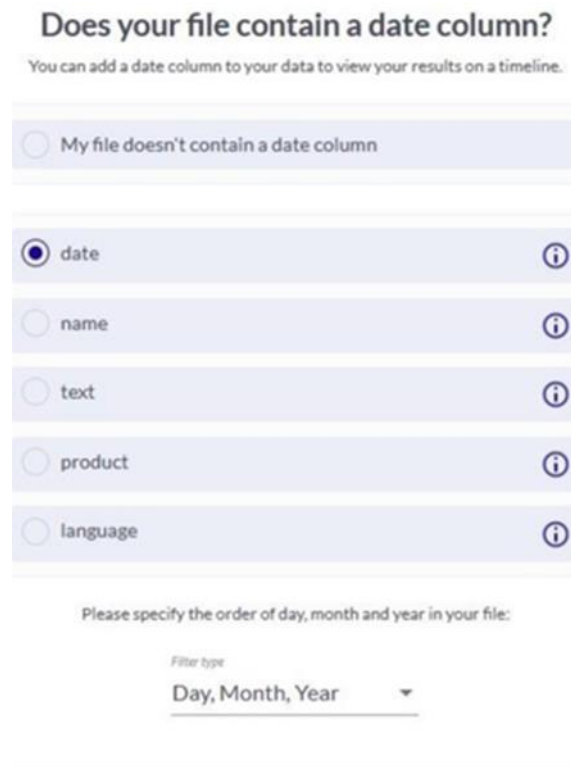 Does your file contain a date column?
You can add a date column to your data to view your results on a timeline.
My file doesn't contain a date column
date
name
text
product
language
Please specify the order of day, month and year in your file:
Filter type
Day, Month, Year